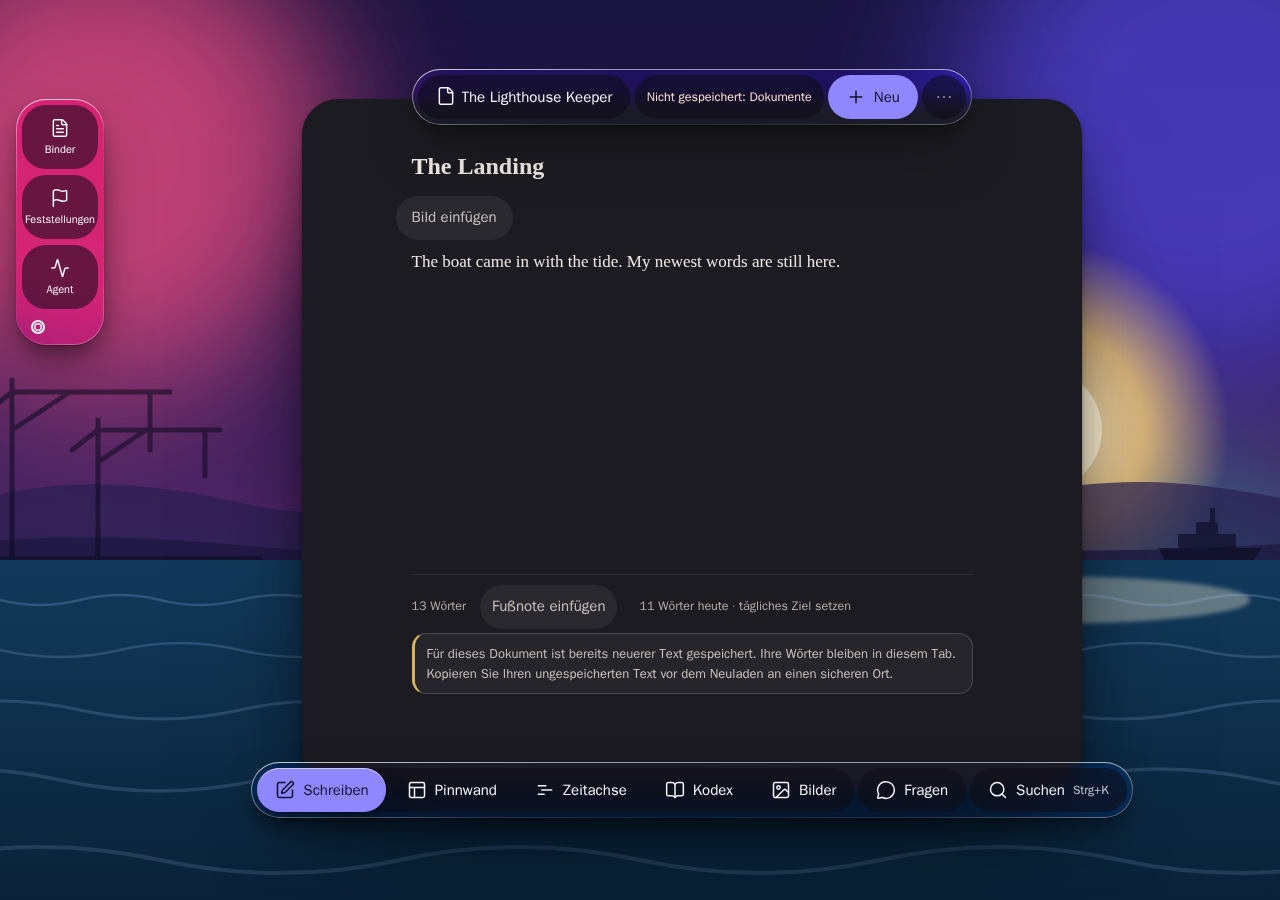 The Lighthouse Keeper
Nicht gespeichert: Dokumente
Neu
Binder
Feststellungen
Agent
The Landing
Bild einfügen
The boat came in with the tide. My newest words are still here.
13 Wörter
Fußnote einfügen
11 Wörter heute · tägliches Ziel setzen
Für dieses Dokument ist bereits neuerer Text gespeichert. Ihre Wörter bleiben in diesem Tab.
Kopieren Sie Ihren ungespeicherten Text vor dem Neuladen an einen sicheren Ort.
Schreiben
Pinnwand
Zeitachse
Kodex
Bilder
Fragen
Suchen Strg+K